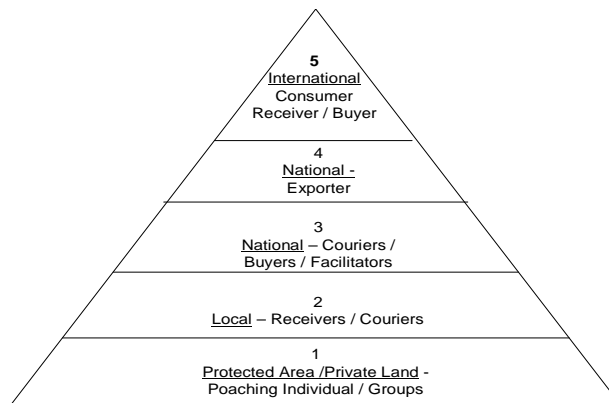 5
International
Consumer
Receiver / Buyer
4
National -
Exporter
3
National – Couriers /
Buyers / Facilitators
2
Local – Receivers / Couriers
1
Protected Area /Private Land -
Poaching Individual / Groups